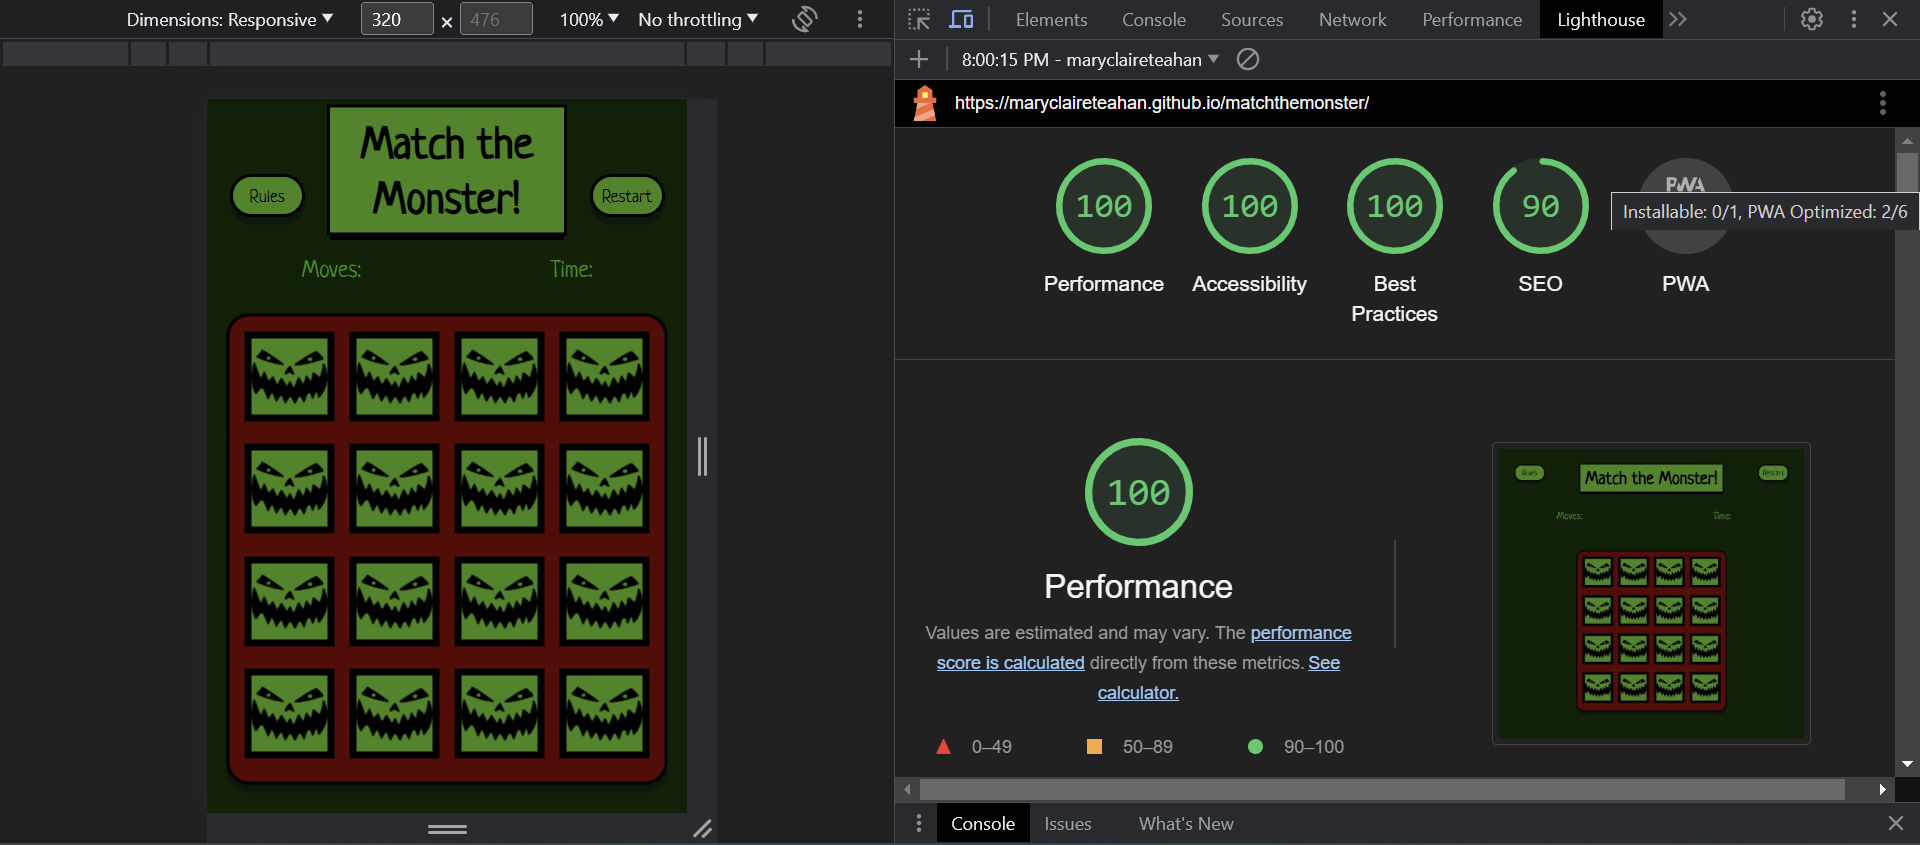 Dimensions: Responsive 320 × 476 100% No throttling
Elements Console Sources Network Performance Lighthouse
8:00:15 PM - maryclaireteahan
https://maryclaireteahan.github.io/matchthemonster/
Match the
Monster!
Rules
Restart
Moves:
Time:
100
100
100
90
PWA
Installable: 0/1, PWA Optimized: 2/6
Performance
Accessibility
Best
Practices
SEO
PWA
100
Performance
Values are estimated and may vary. The performance
score is calculated directly from these metrics. See
calculator.
0–49
50–89
90–100
Rules
Match the Monster!
Restart
Moves:
Time:
Console Issues What's New